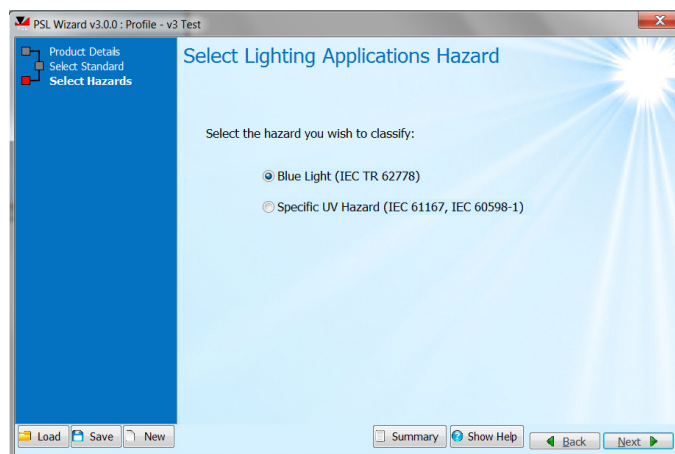 PSL Wizard v3.0.0 : Profile - v3 Test
Product Details
Select Standard
Select Hazards
Select Lighting Applications Hazard
Select the hazard you wish to classify:
Blue Light (IEC TR 62778)
Specific UV Hazard (IEC 61167, IEC 60598-1)
Load Save New Summary Show Help Back Next